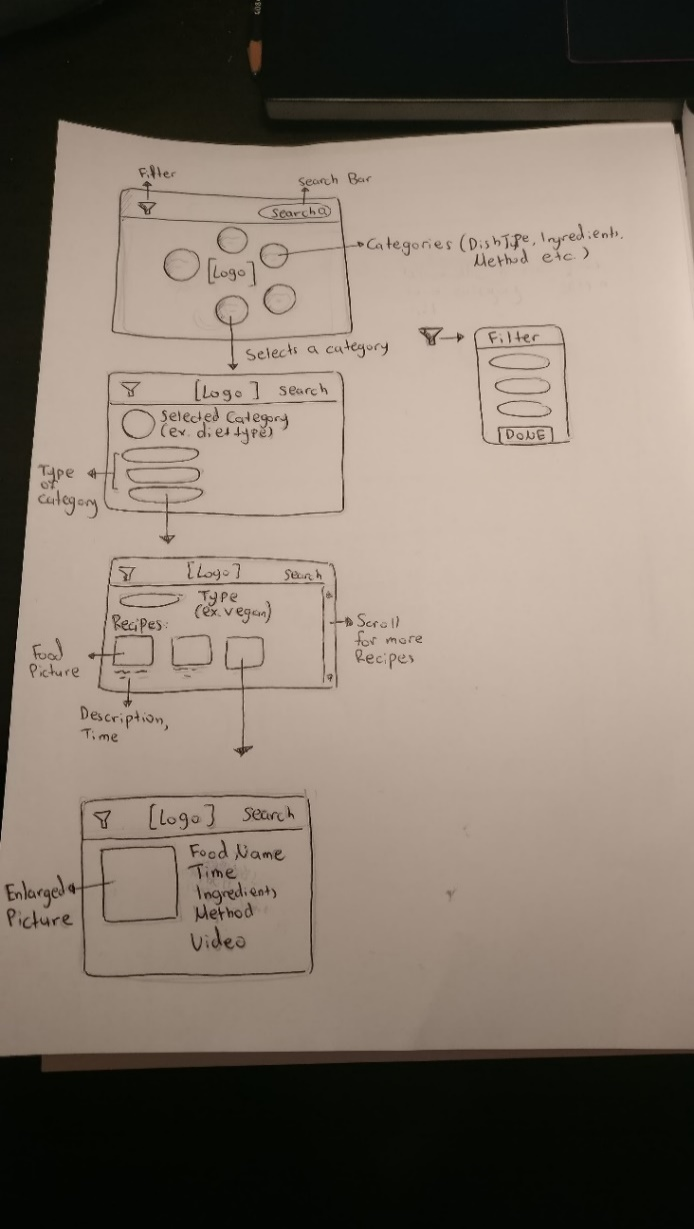 Filter
Search Bar
Search
[Logo]
Categories (Dish Type, Ingredients,
Method etc.)
Selects a category
Filter
DONE
[Logo] search
Selected Category
(ex. diet type)
Type
of
category
[Logo] Search
Type
(ex. vegan)
Recipes:
Food
Picture
Scroll
for more
Recipes
Description,
Time
[Logo] Search
Food Name
Time
Ingredients
Method
Video
Enlarged
Picture